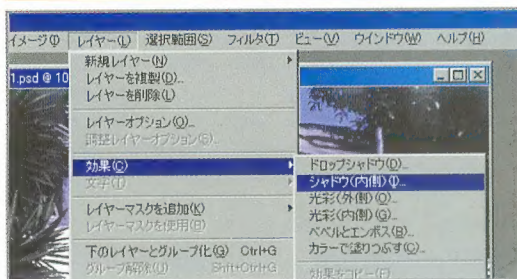 イメージ(I) レイヤー(L) 選択範囲(S) フィルタ(T) ビュー(V) ウインドウ(W) ヘルプ(H)
新規レイヤー(N)
1.psd @ 10
レイヤーを複製(D)...
レイヤーを削除(L)
レイヤーオプション(O)...
調整レイヤーオプション(S)...
効果(C)
ドロップシャドウ(D)...
文字(T)
シャドウ(内側)(I)...
光彩(外側)(O)...
レイヤーマスクを追加(K)
光彩(内側)(G)...
レイヤーマスクを使用(B)
ベベルとエンボス(B)...
カラーで塗りつぶす(C)...
下のレイヤーとグループ化(G) Ctrl+G
グループ解除(U) Shift+Ctrl+G
効果をコピー(F)